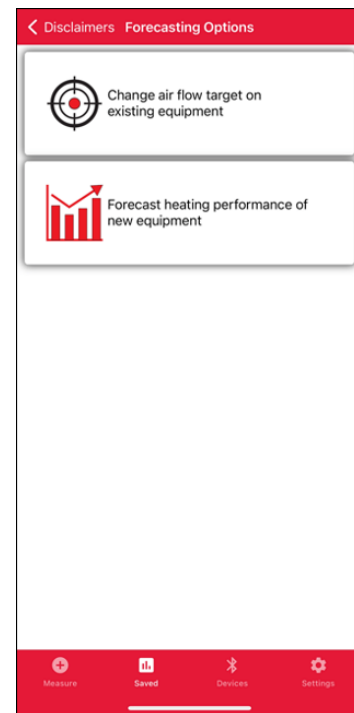 Disclaimers Forecasting Options
Change air flow target on
existing equipment
Forecast heating performance of
new equipment
Measure Saved Devices Settings